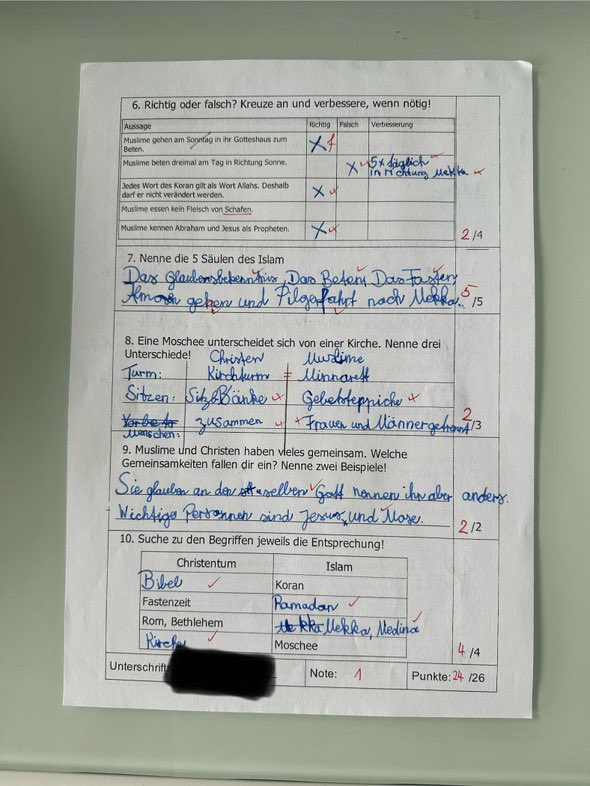 6. Richtig oder falsch? Kreuze an und verbessere, wenn nötig!
Aussage Richtig Falsch Verbesserung
Muslime gehen am Sonntag in ihr Gotteshaus zum X f
Beten.
Muslime beten dreimal am Tag in Richtung Sonne. X 5x täglich
in richtung Mekka
Jedes Wort des Koran gilt als Wort Allahs. Deshalb X
darf er nicht verändert werden.
Muslime essen kein Fleisch von Schafen.
Muslime kennen Abraham und Jesus als Propheten. X
2/4
7. Nenne die 5 Säulen des Islam
Das Glaubensbekenntnis, Das Beten, Das Fasten,
geben und Pilgerfahrt nach Mekka. 5/5
8. Eine Moschee unterscheidet sich von einer Kirche. Nenne drei
Unterschiede! Christen Muslime
Turm: Kirchturm = Minnarett
Sitzen: Bänke Gebetsteppiche
Menschen: zusammen Frauen und Männer getrennt 2/3
9. Muslime und Christen haben vieles gemeinsam. Welche
Gemeinsamkeiten fallen dir ein? Nenne zwei Beispiele!
Sie glauben an den selben Gott nennen ihn aber anders.
Wichtige Personen sind Jesus und Mose. 2/2
10. Suche zu den Begriffen jeweils die Entsprechung!
Christentum Islam
Bibel Koran
Fastenzeit Ramadan
Rom, Bethlehem Mekka, Medina
Kirche Moschee 4/4
Unterschrift Note: 1 Punkte: 24 /26